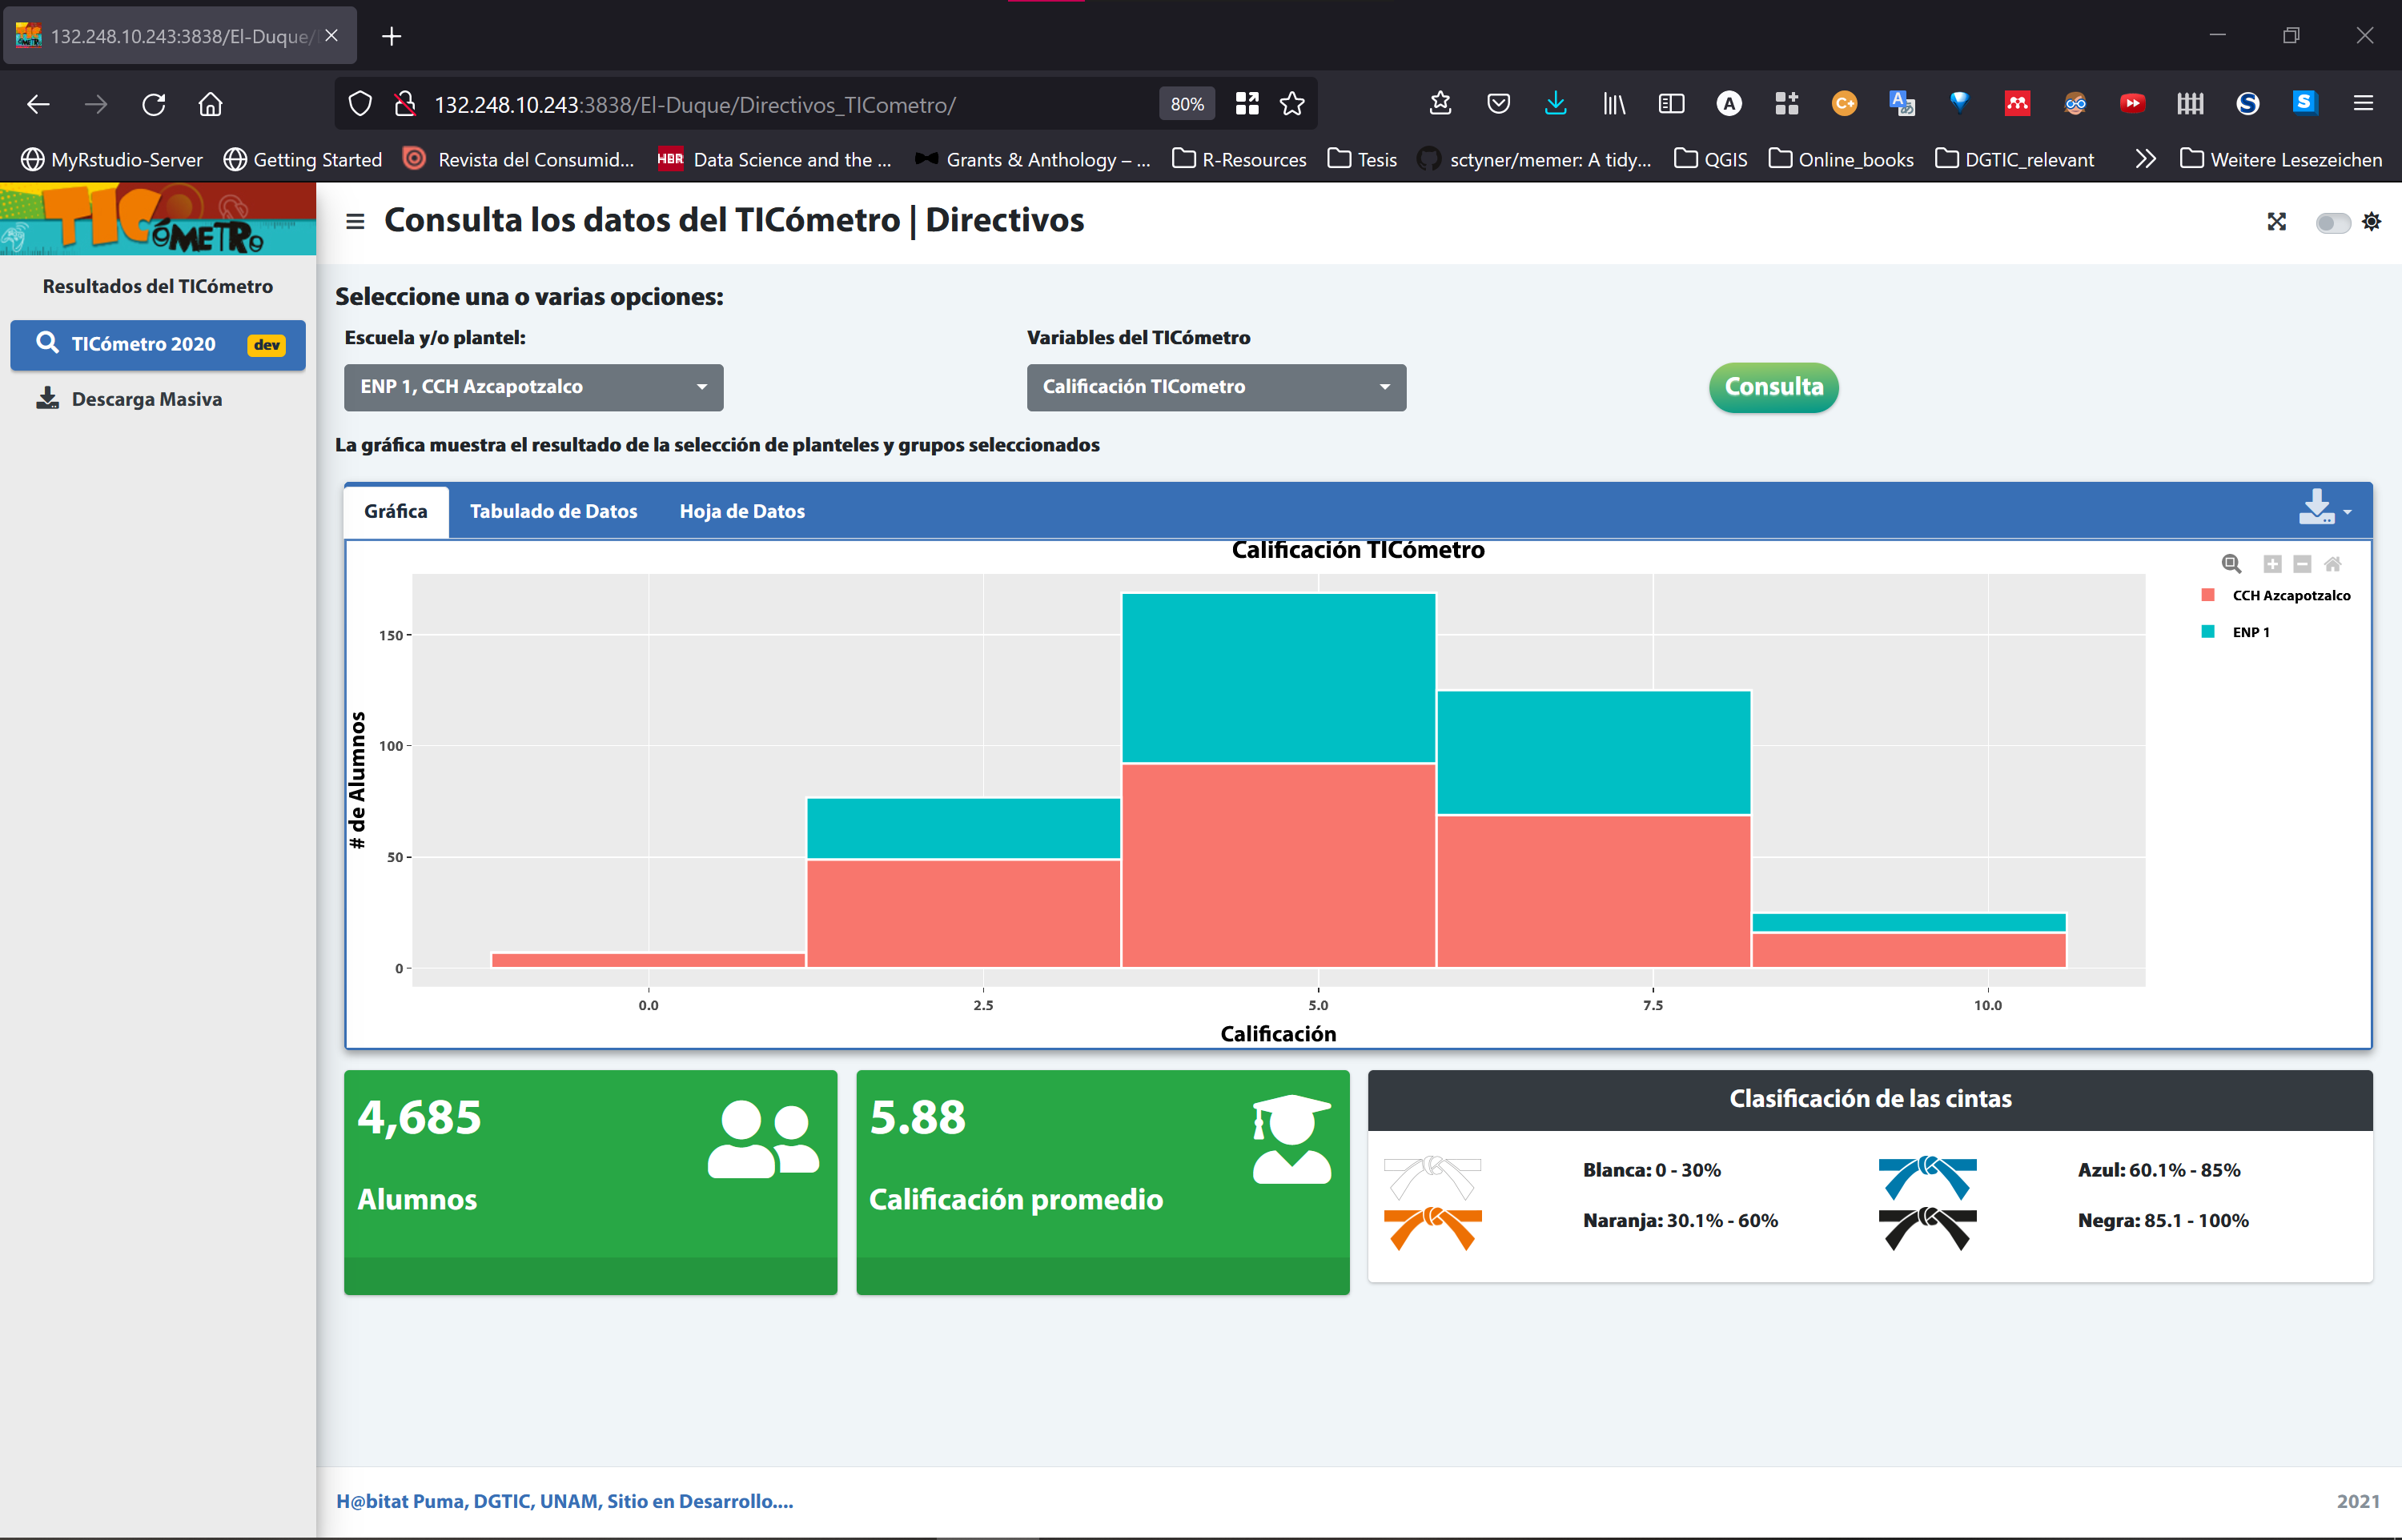 132.248.10.243:3838/El-Duque/
132.248.10.243:3838/El-Duque/Directivos_TICometro/
80%
MyRstudio-Server
Getting Started
Revista del Consumid...
HBR
Data Science and the ...
Grants & Anthology – ...
R-Resources
Tesis
sctyner/memer: A tidy...
QGIS
Online_books
DGTIC_relevant
Weitere Lesezeichen
TICÓMETRO
Consulta los datos del TICómetro | Directivos
Resultados del TICómetro
TICómetro 2020
dev
Descarga Masiva
Seleccione una o varias opciones:
Escuela y/o plantel:
Variables del TICómetro
ENP 1, CCH Azcapotzalco
Calificación TICometro
Consulta
La gráfica muestra el resultado de la selección de planteles y grupos seleccionados
Gráfica
Tabulado de Datos
Hoja de Datos
Calificación TICómetro
CCH Azcapotzalco
ENP 1
# de Alumnos
150
100
50
0
0.0
2.5
5.0
7.5
10.0
Calificación
4,685
Alumnos
5.88
Calificación promedio
Clasificación de las cintas
Blanca: 0 - 30%
Azul: 60.1% - 85%
Naranja: 30.1% - 60%
Negra: 85.1 - 100%
H@bitat Puma, DGTIC, UNAM, Sitio en Desarrollo....
2021